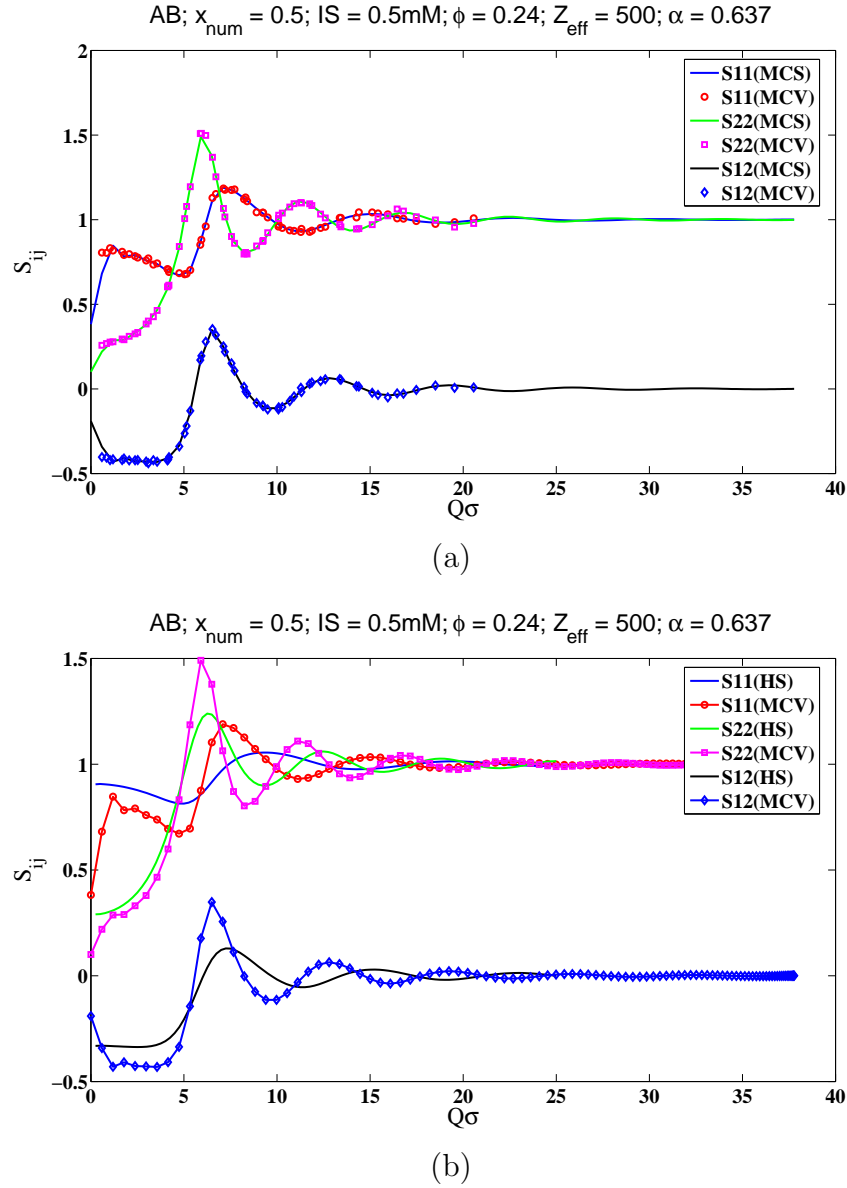 AB; x_num = 0.5; IS = 0.5mM; ϕ = 0.24; Z_eff = 500; α = 0.637
2
1.5
1
0.5
0
−0.5
S_ij
0 5 10 15 20 25 30 35 40
Qσ
S11(MCS)
S11(MCV)
S22(MCS)
S22(MCV)
S12(MCS)
S12(MCV)
(a)
AB; x_num = 0.5; IS = 0.5mM; ϕ = 0.24; Z_eff = 500; α = 0.637
1.5
1
0.5
0
−0.5
S_ij
0 5 10 15 20 25 30 35 40
Qσ
S11(HS)
S11(MCV)
S22(HS)
S22(MCV)
S12(HS)
S12(MCV)
(b)